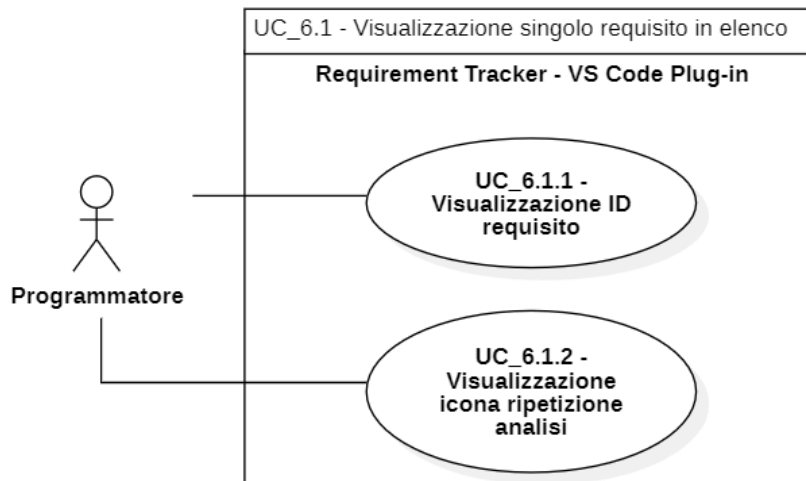 UC_6.1 - Visualizzazione singolo requisito in elenco
Requirement Tracker - VS Code Plug-in
UC_6.1.1 -
Visualizzazione ID
requisito
Programmatore
UC_6.1.2 -
Visualizzazione
icona ripetizione
analisi